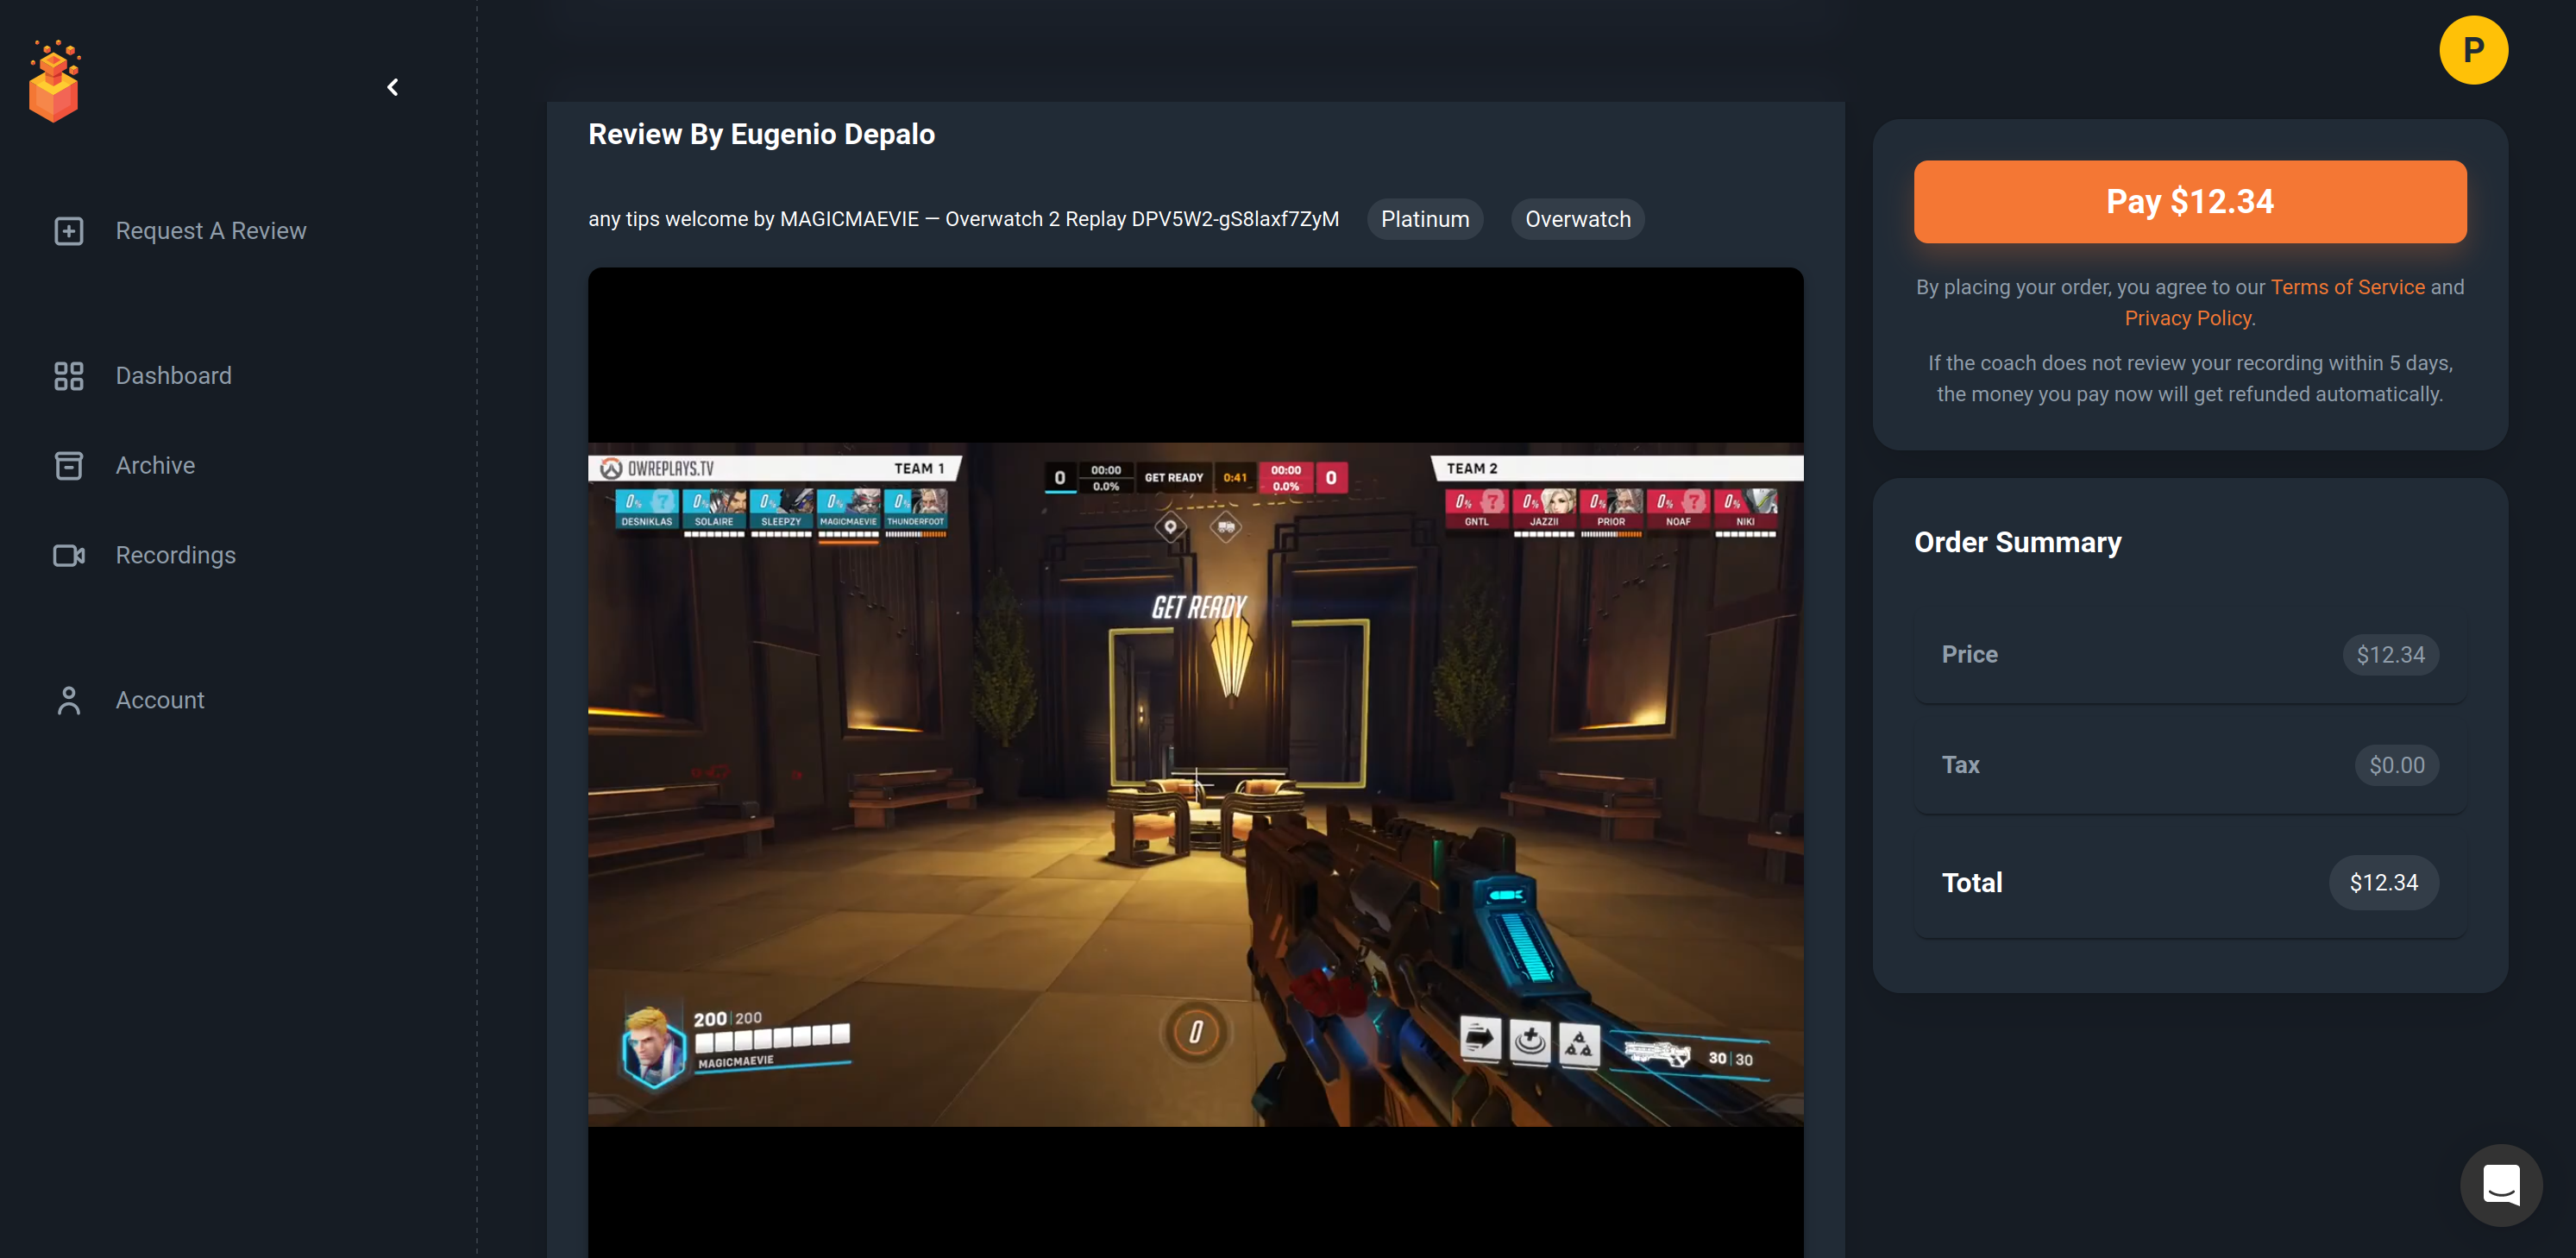 P
Request A Review
Dashboard
Archive
Recordings
Account
Review By Eugenio Depalo
any tips welcome by MAGICMAEVIE — Overwatch 2 Replay DPV5W2-gS8laxf7ZyM
Platinum
Overwatch
OWREPLAYS.TV
TEAM 1
0%
0%
0%
0%
0%
DESNIKLAS
SOLAIRE
SLEEPZY
MAGICMAEVIE
THUNDERFOOT
0
00:00
0.0%
GET READY
0:41
00:00
0.0%
0
TEAM 2
0%
0%
0%
0%
0%
GNTL
JAZZII
PRIOR
NOAF
NIKI
GET READY
200 | 200
MAGICMAEVIE
0
30 | 30
Pay $12.34
By placing your order, you agree to our Terms of Service and
Privacy Policy.
If the coach does not review your recording within 5 days,
the money you pay now will get refunded automatically.
Order Summary
Price
$12.34
Tax
$0.00
Total
$12.34